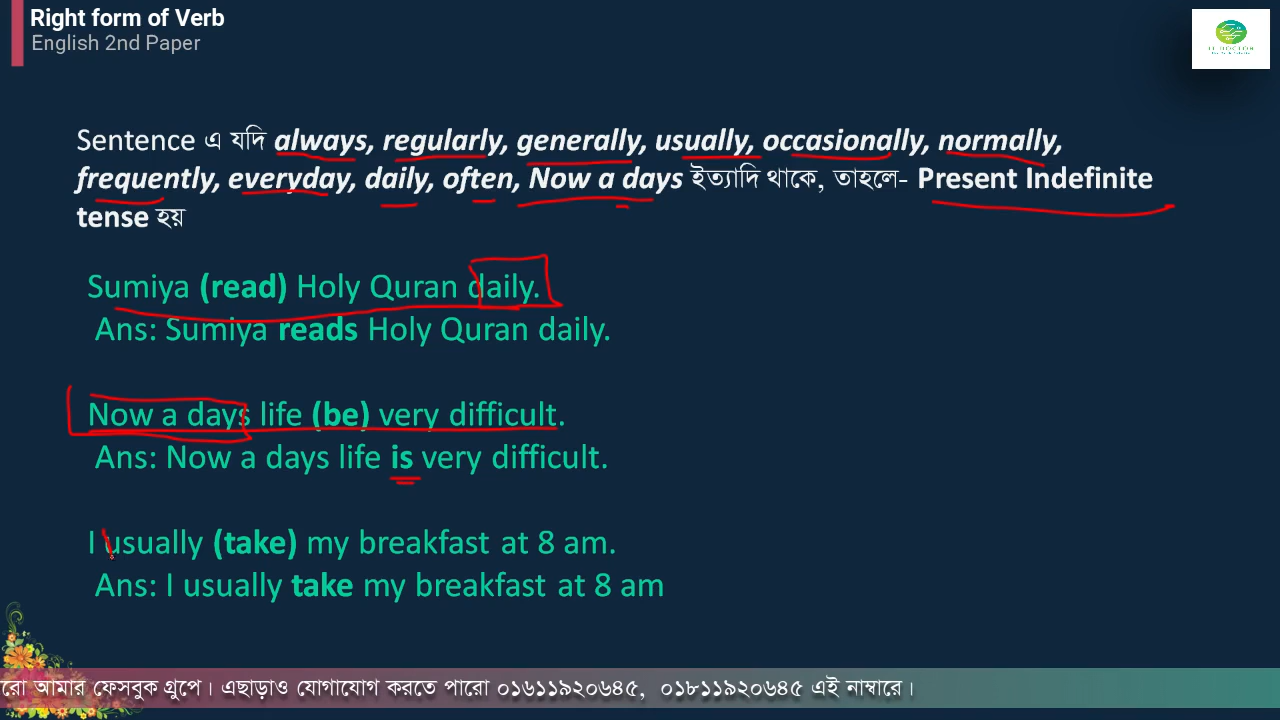 Right form of Verb
English 2nd Paper
Sentence এ যদি always, regularly, generally, usually, occasionally, normally,
frequently, everyday, daily, often, Now a days ইত্যাদি থাকে, তাহলে- Present Indefinite
tense হয়
Sumiya (read) Holy Quran daily.
Ans: Sumiya reads Holy Quran daily.
Now a days life (be) very difficult.
Ans: Now a days life is very difficult.
I usually (take) my breakfast at 8 am.
Ans: I usually take my breakfast at 8 am
রো আমার ফেসবুক গ্রুপে। এছাড়াও যোগাযোগ করতে পারো ০১৬১১৯২০৬৪৫, ০১৮১১৯২০৬৪৫ এই নাম্বারে।